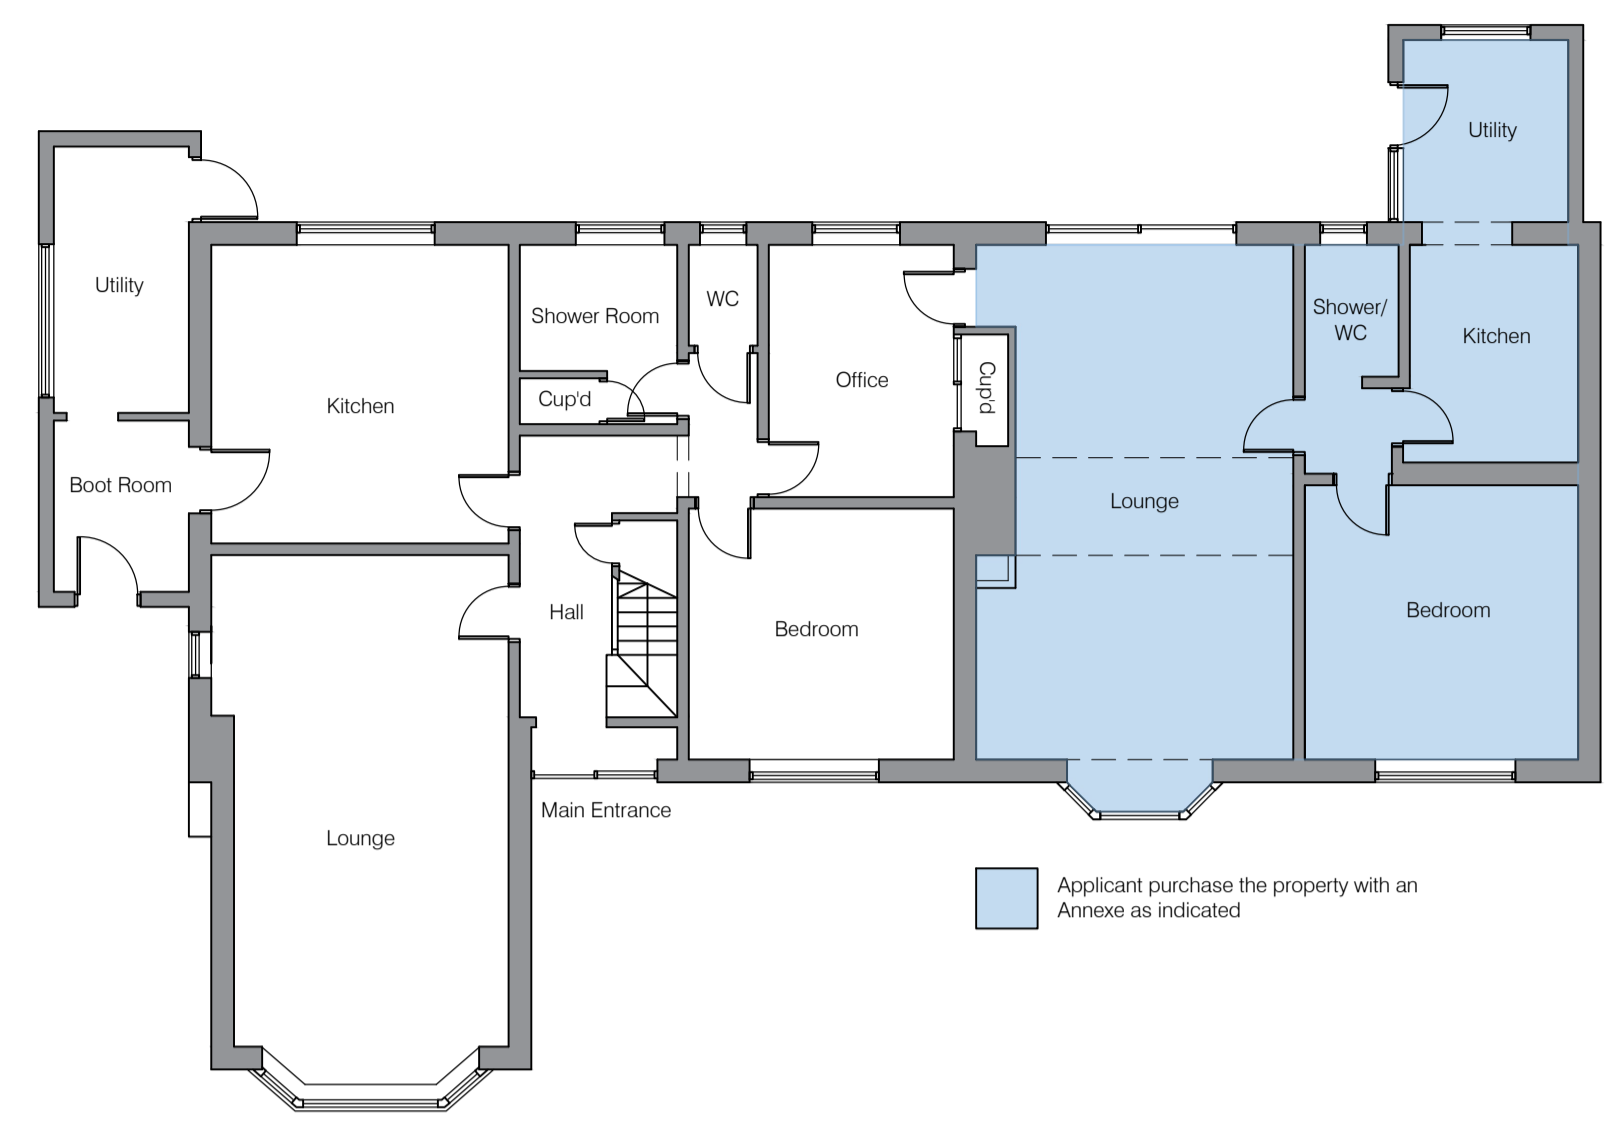 Utility
Utility
Shower Room
WC
Shower/
WC
Kitchen
Office
Cup'd
Cup'd
Kitchen
Boot Room
Lounge
Hall
Bedroom
Bedroom
Main Entrance
Lounge
Applicant purchase the property with an
Annexe as indicated